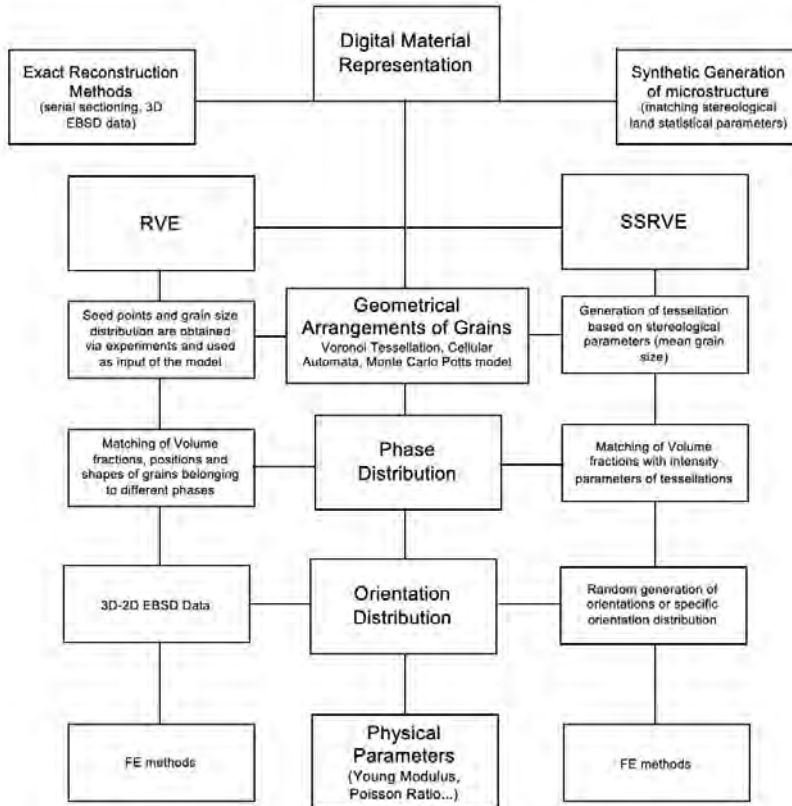 Digital Material
Representation
Exact Reconstruction
Methods
(serial sectioning, 3D
EBSD data)
Synthetic Generation
of microstructure
(matching stereological
land statistical parameters)
RVE
SSRVE
Seed points and grain size
distribution are obtained
via experiments and used
as input of the model
Geometrical
Arrangements of Grains
Voronoi Tessellation, Cellular
Automata, Monte Carlo Potts model
Generation of tessellation
based on stereological
parameters (mean grain
size)
Matching of Volume
fractions, positions and
shapes of grains belonging
to different phases
Phase
Distribution
Matching of Volume
fractions with intensity
parameters of tessellations
3D-2D EBSD Data
Orientation
Distribution
Random generation of
orientations or specific
orientation distribution
FE methods
Physical
Parameters
(Young Modulus,
Poisson Ratio...)
FE methods